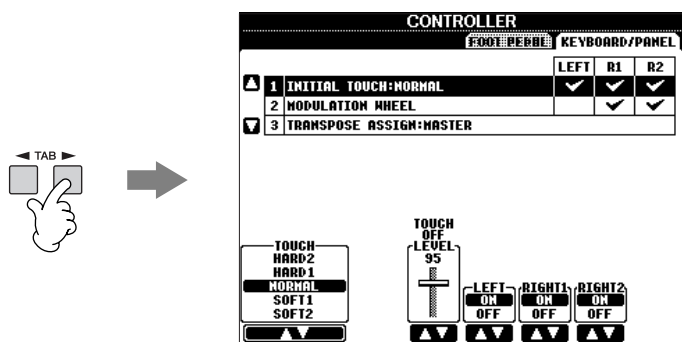 CONTROLLER
FOOT PEDAL KEYBOARD/PANEL
LEFT R1 R2
1 INITIAL TOUCH:NORMAL
2 MODULATION WHEEL
3 TRANSPOSE ASSIGN:MASTER
TAB
TOUCH
HARD2
HARD1
NORMAL
SOFT1
SOFT2
TOUCH
OFF
LEVEL
95
LEFT
ON
OFF
RIGHT1
ON
OFF
RIGHT2
ON
OFF